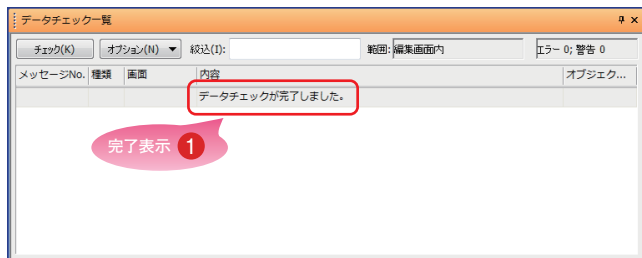 データチェック一覧
チェック(K) オプション(N) 絞込(I): 範囲: 編集画面内 エラー 0; 警告 0
メッセージNo. 種類 画面 内容 オブジェク...
データチェックが完了しました。
完了表示 1